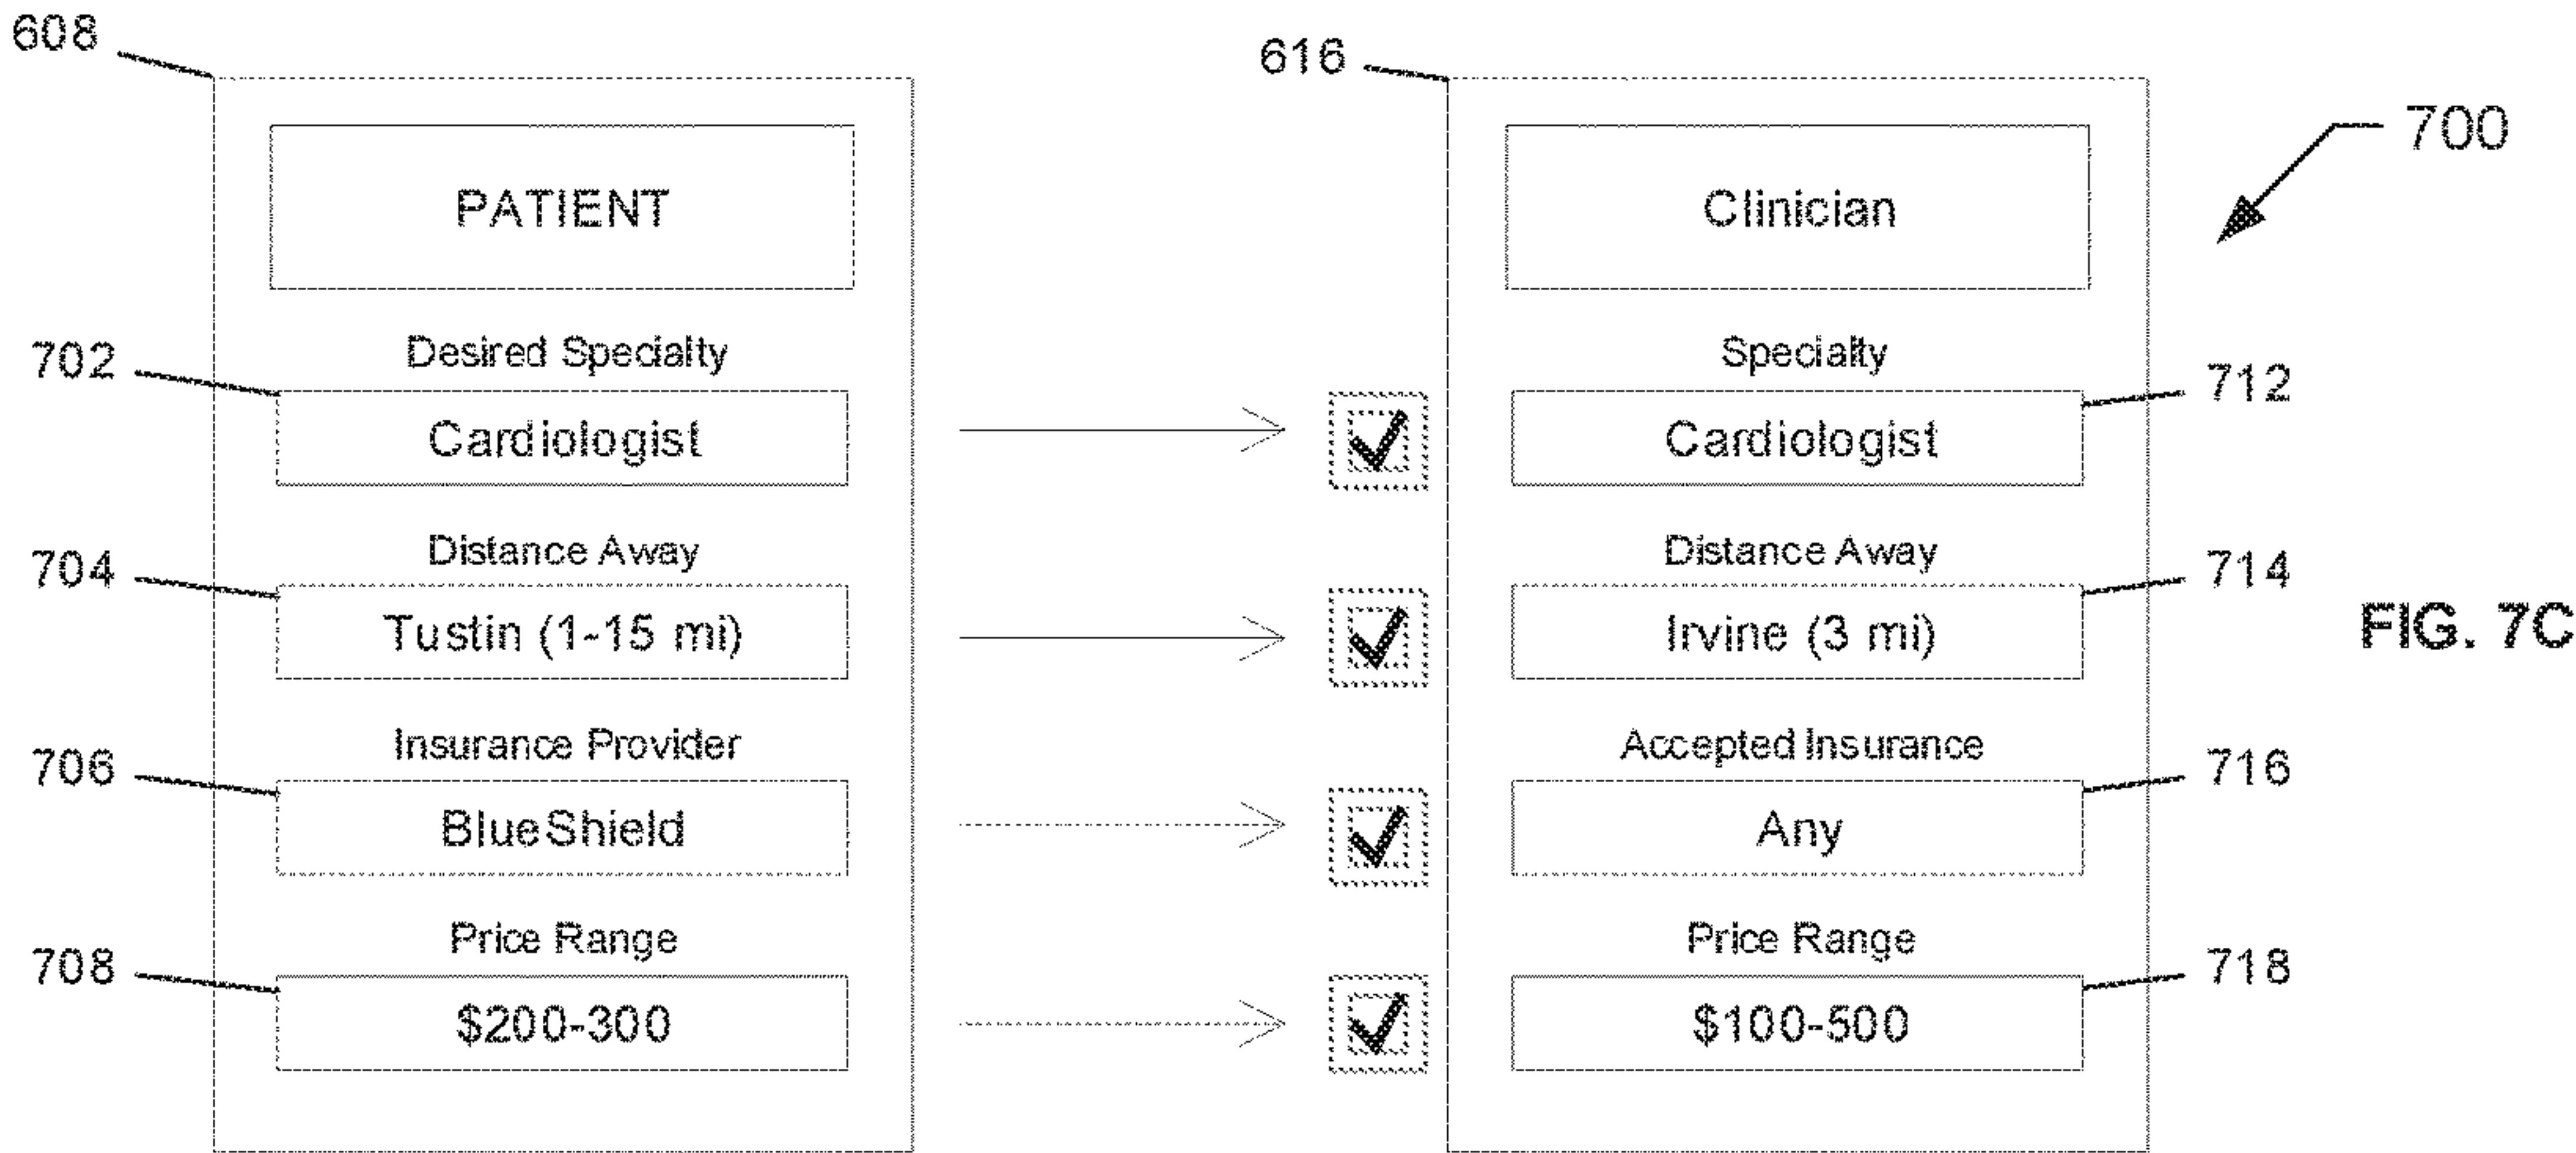 608
616
700
PATIENT
Clinician
Desired Specialty
Specialty
702
Cardiologist
Cardiologist
712
Distance Away
Distance Away
704
Tustin (1-15 mi)
Irvine (3 mi)
714
FIG. 7C
Insurance Provider
Accepted Insurance
706
BlueShield
Any
716
Price Range
Price Range
708
$200-300
$100-500
718